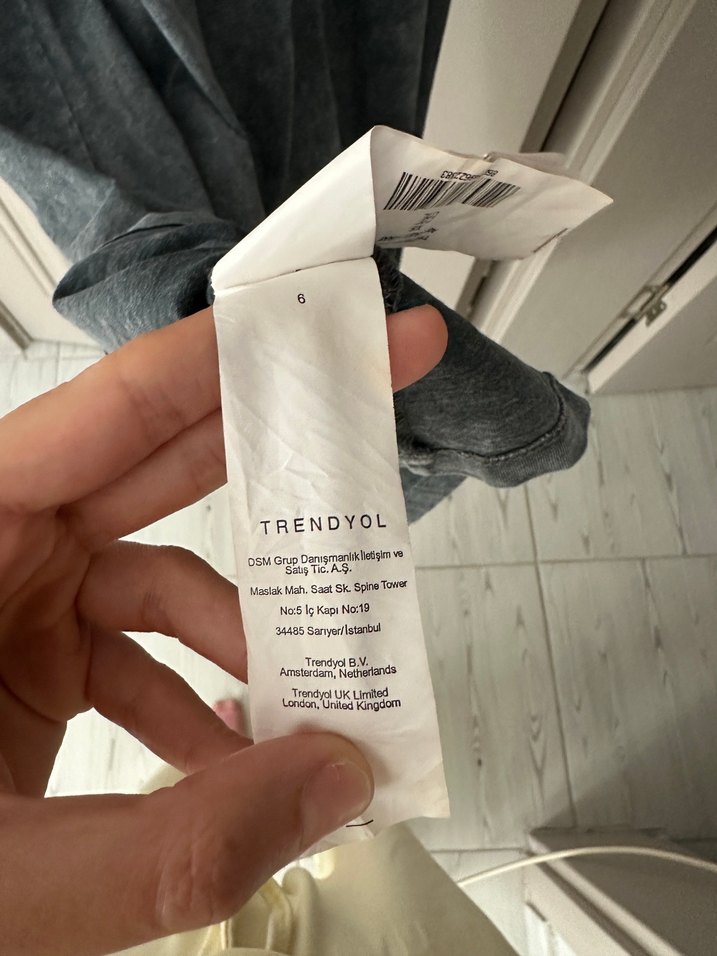 6
TRENDYOL
DSM Grup Danışmanlık İletişim ve
Satış Tic. A.Ş.
Maslak Mah. Saat Sk. Spine Tower
No:5 İç Kapı No:19
34485 Sarıyer/İstanbul
Trendyol B.V.
Amsterdam, Netherlands
Trendyol UK Limited
London, United Kingdom